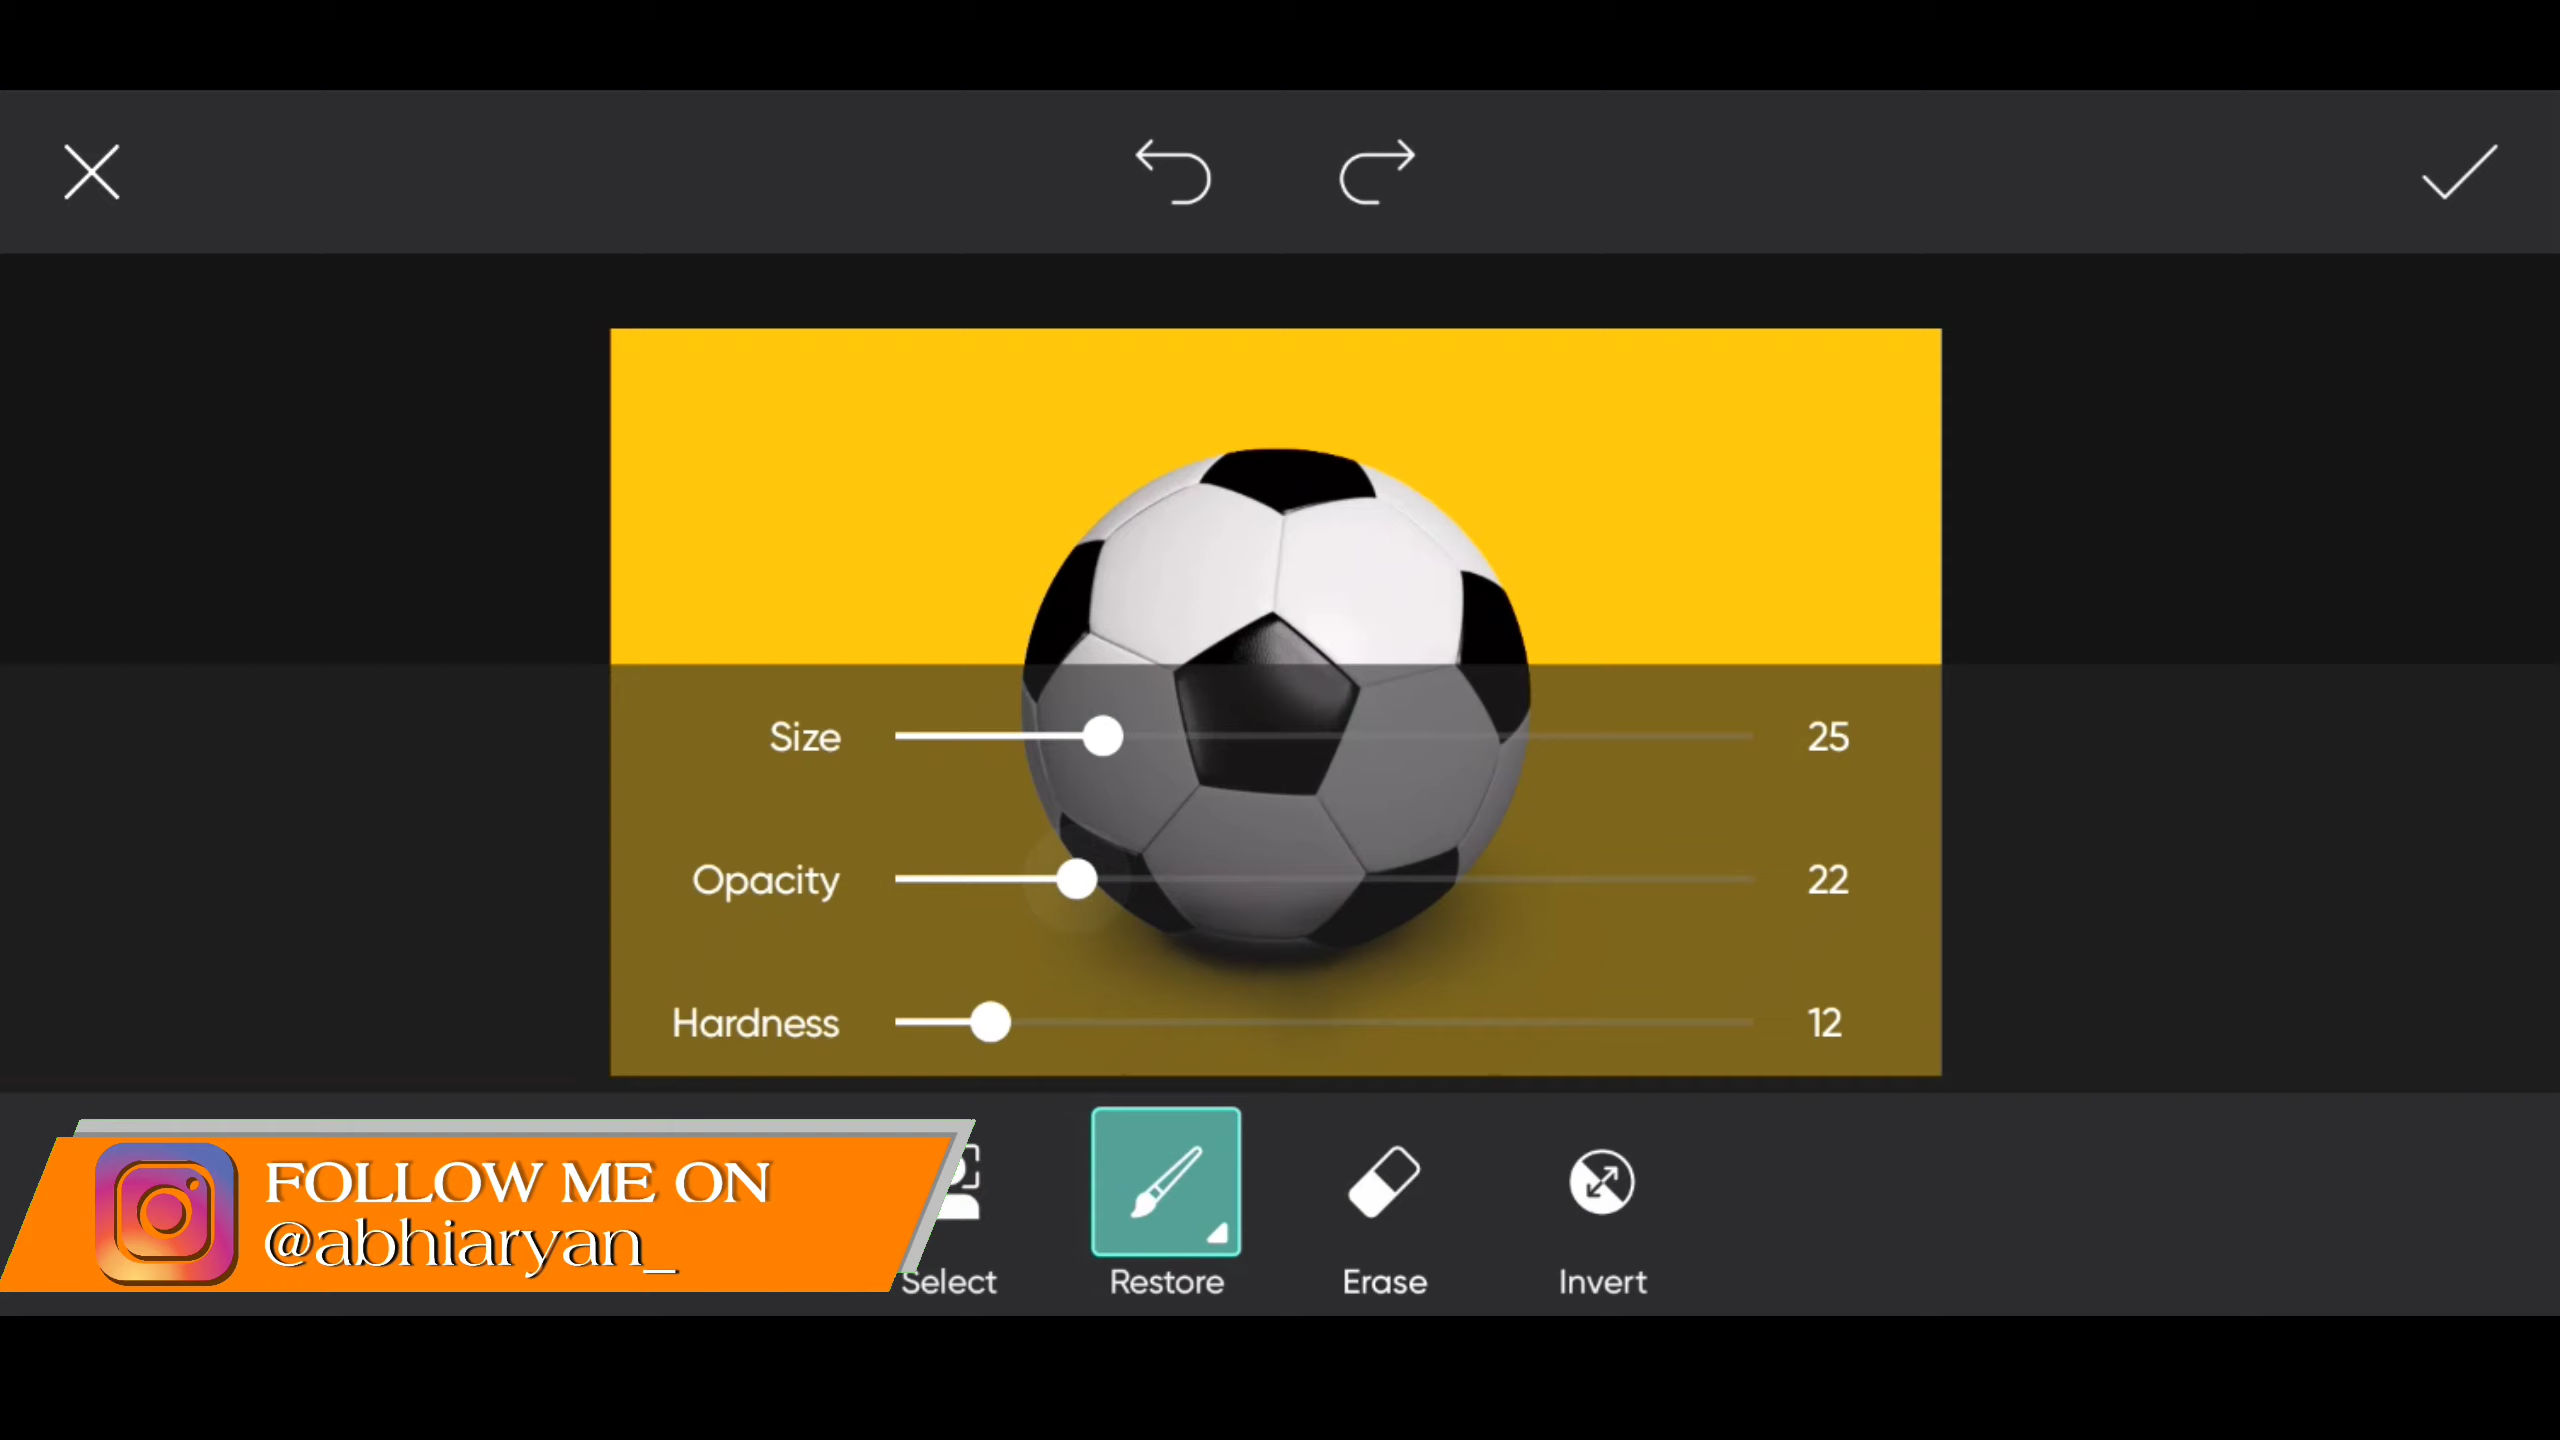 Size 25
Opacity 22
Hardness 12
FOLLOW ME ON
@abhiaryan_
Select Restore Erase Invert